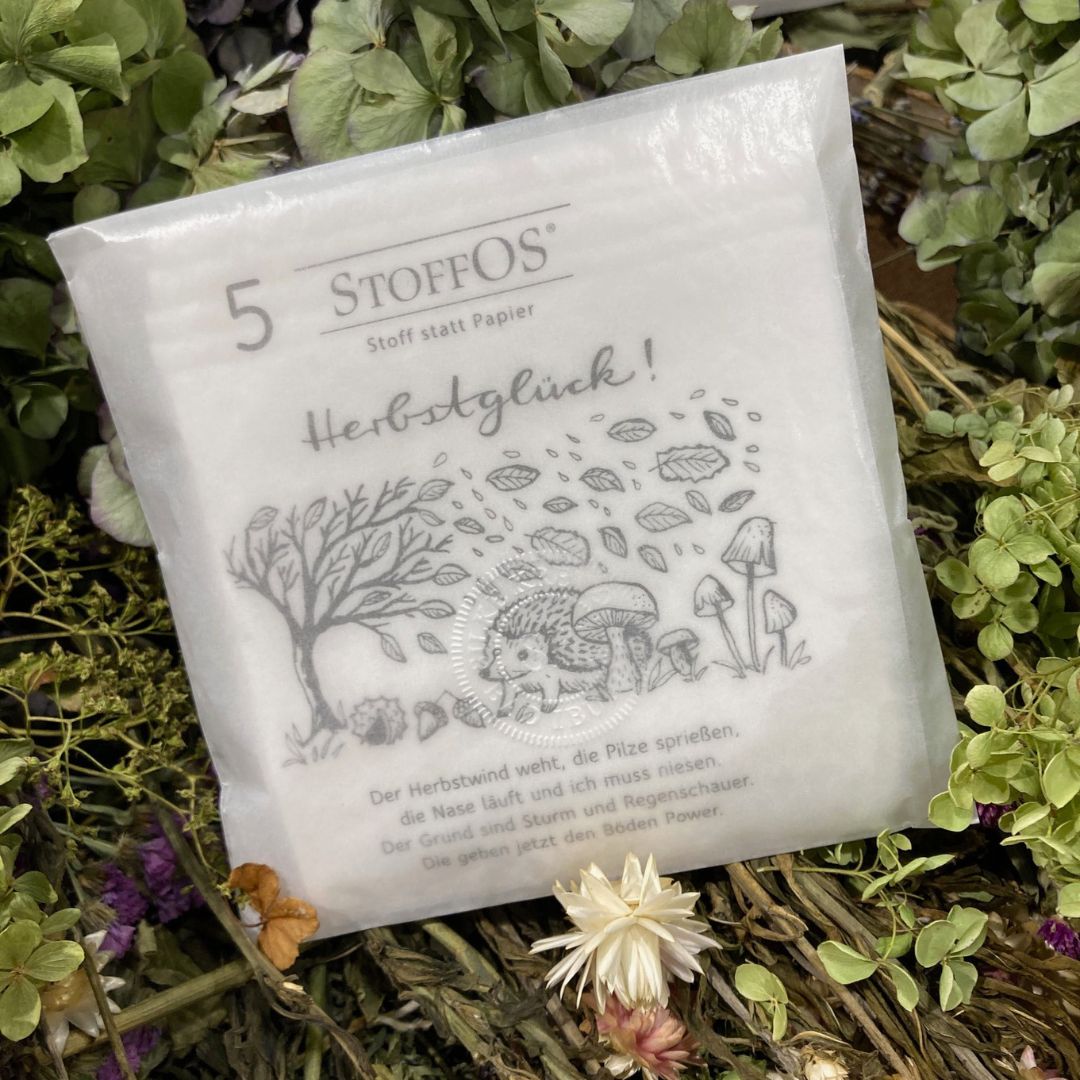 5 STOFFOS®
Stoff statt Papier
Herbstglück!
Der Herbstwind weht, die Pilze sprießen,
die Nase läuft und ich muss niesen.
Der Grund sind Sturm und Regenschauer.
Die geben jetzt den Böden Power.